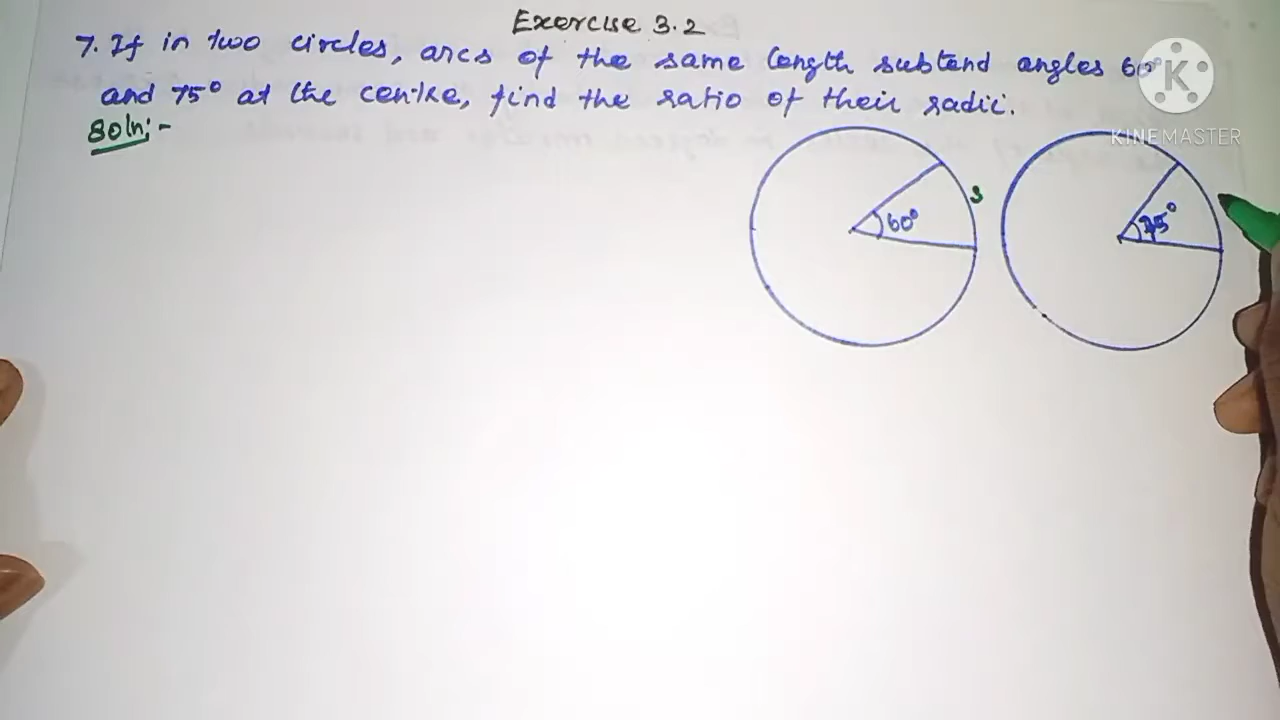 Exercise 3.2
7. If in two circles, arcs of the same length subtend angles 60°
and 75° at the centre, find the ratio of their radii.
Soln:-
60°
s
75°
K
KINEMASTER